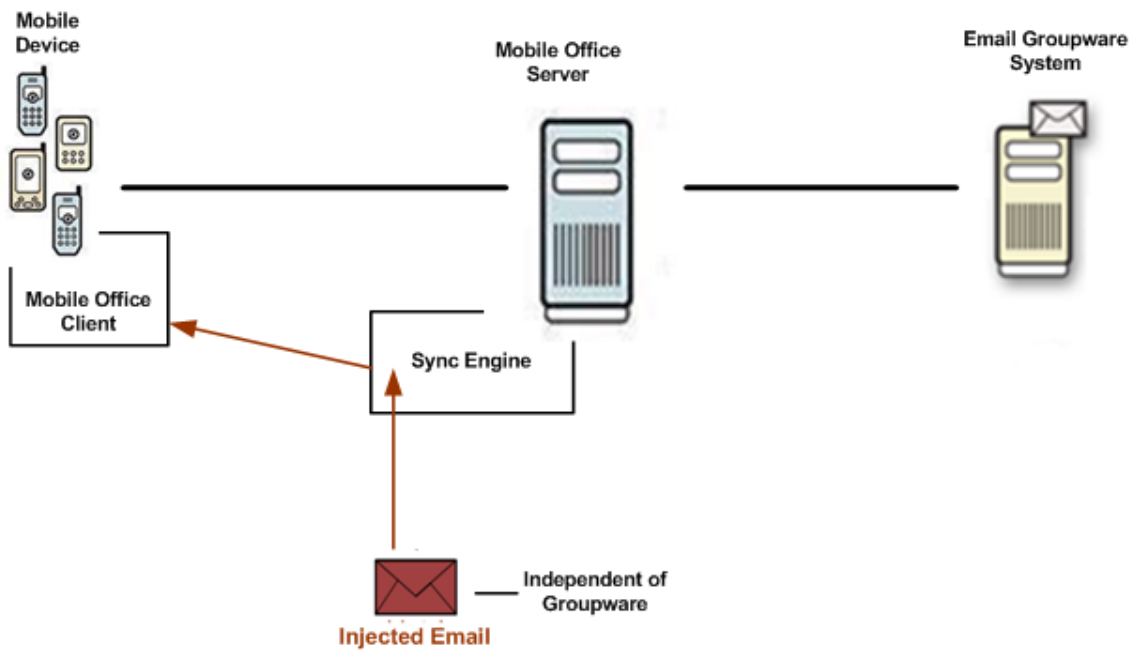 Mobile
Device
Mobile Office
Server
Email Groupware
System
Mobile Office
Client
Sync Engine
Independent of
Groupware
Injected Email